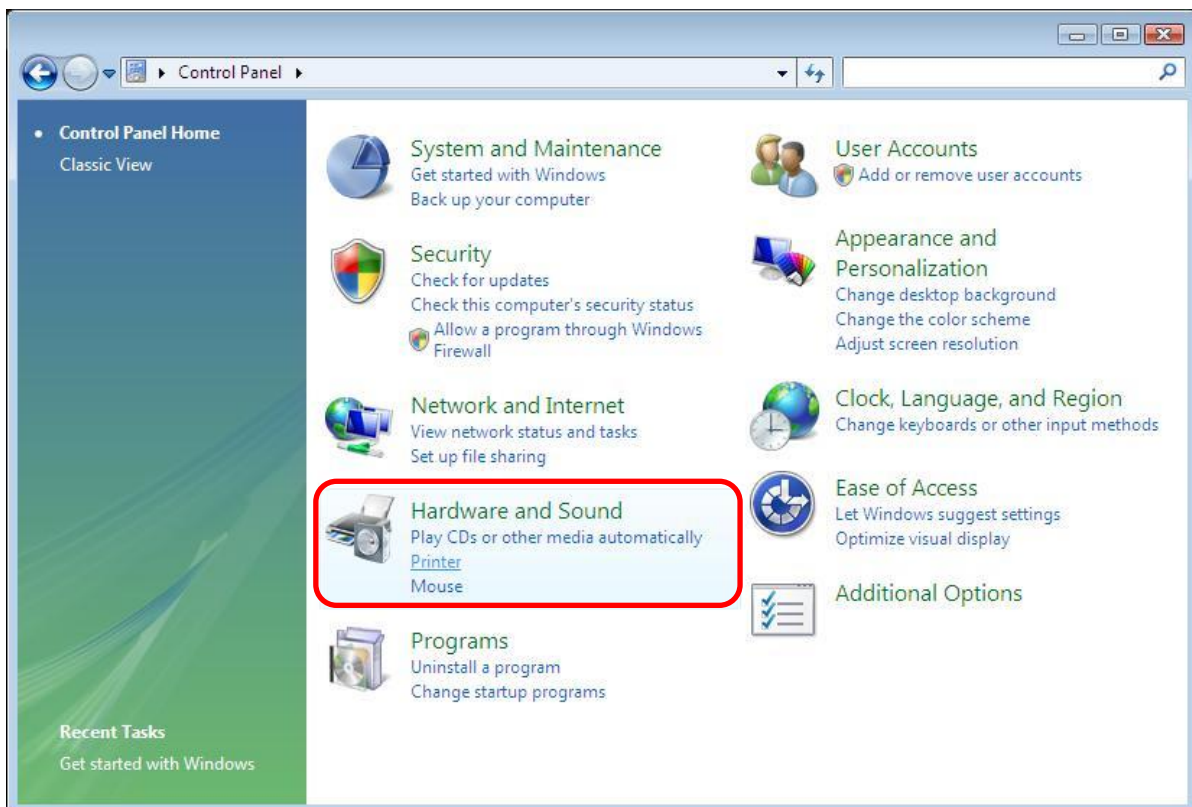 Control Panel
Control Panel Home
Classic View
System and Maintenance
Get started with Windows
Back up your computer
Security
Check for updates
Check this computer's security status
Allow a program through Windows
Firewall
Network and Internet
View network status and tasks
Set up file sharing
Hardware and Sound
Play CDs or other media automatically
Printer
Mouse
Programs
Uninstall a program
Change startup programs
User Accounts
Add or remove user accounts
Appearance and
Personalization
Change desktop background
Change the color scheme
Adjust screen resolution
Clock, Language, and Region
Change keyboards or other input methods
Ease of Access
Let Windows suggest settings
Optimize visual display
Additional Options
Recent Tasks
Get started with Windows